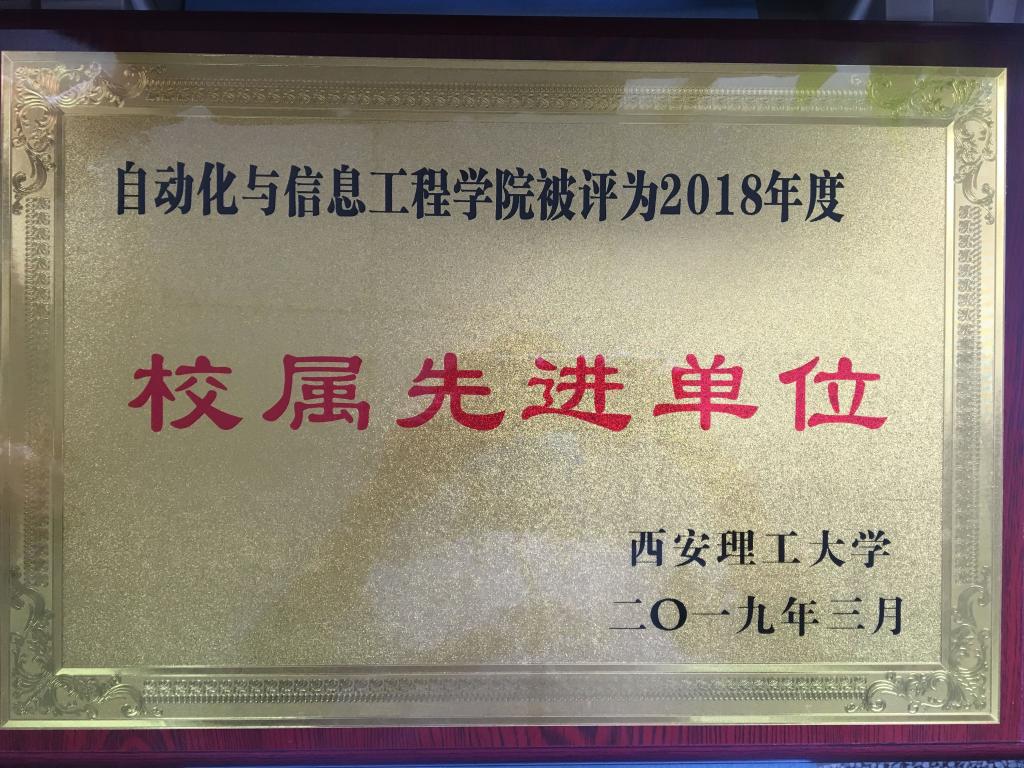 自动化与信息工程学院被评为2018年度
校属先进单位
西安理工大学
二〇一九年三月